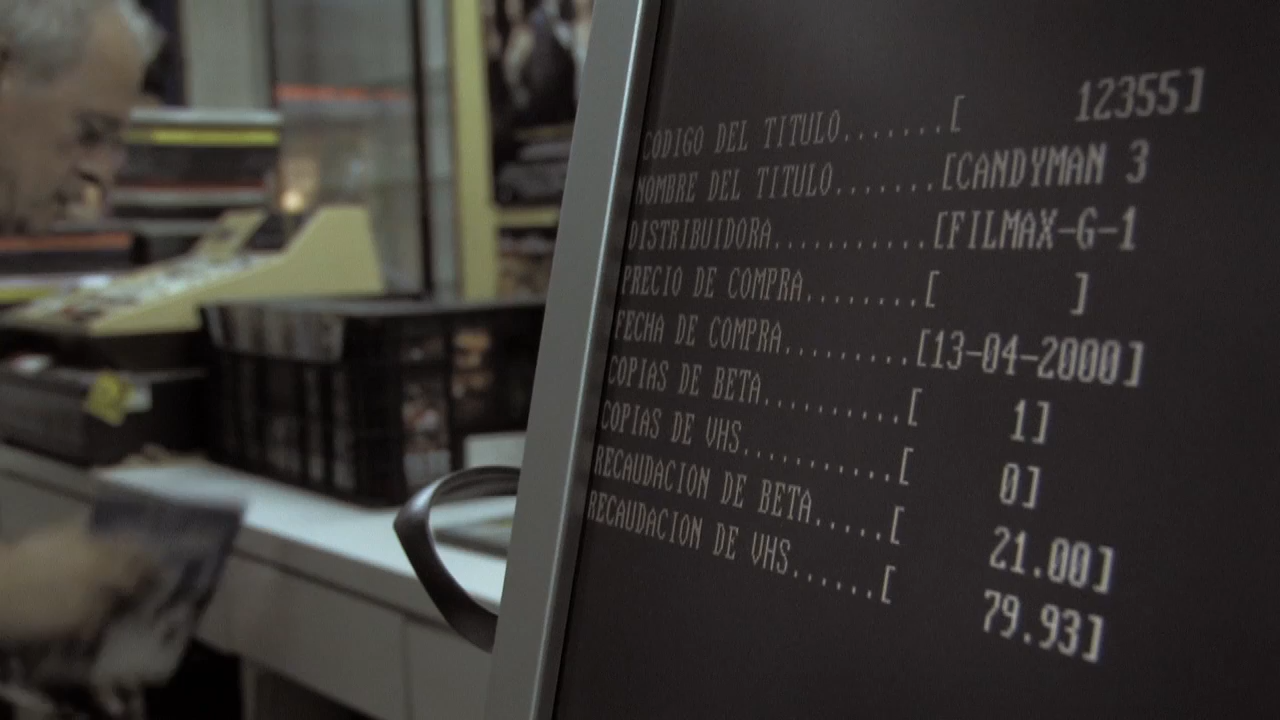 CODIGO DEL TITULO.......[ 12355]
NOMBRE DEL TITULO.......[CANDYMAN 3
DISTRIBUIDORA...........[FILMAX-G-1
PRECIO DE COMPRA........[ ]
FECHA DE COMPRA.........[13-04-2000]
COPIAS DE BETA..........[ 1]
COPIAS DE VHS...........[ 0]
RECAUDACION DE BETA.....[ 21.00]
RECAUDACION DE VHS......[ 79.93]